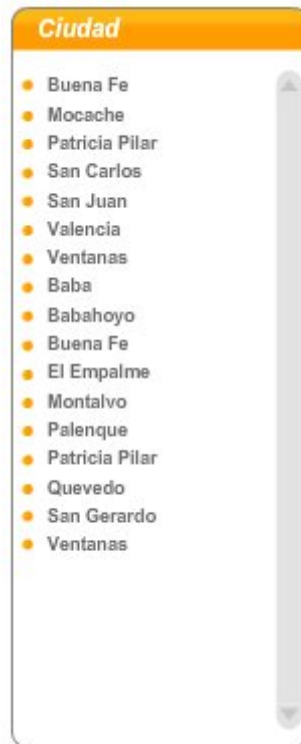 Ciudad
Buena Fe
Mocache
Patricia Pilar
San Carlos
San Juan
Valencia
Ventanas
Baba
Babahoyo
Buena Fe
El Empalme
Montalvo
Palenque
Patricia Pilar
Quevedo
San Gerardo
Ventanas